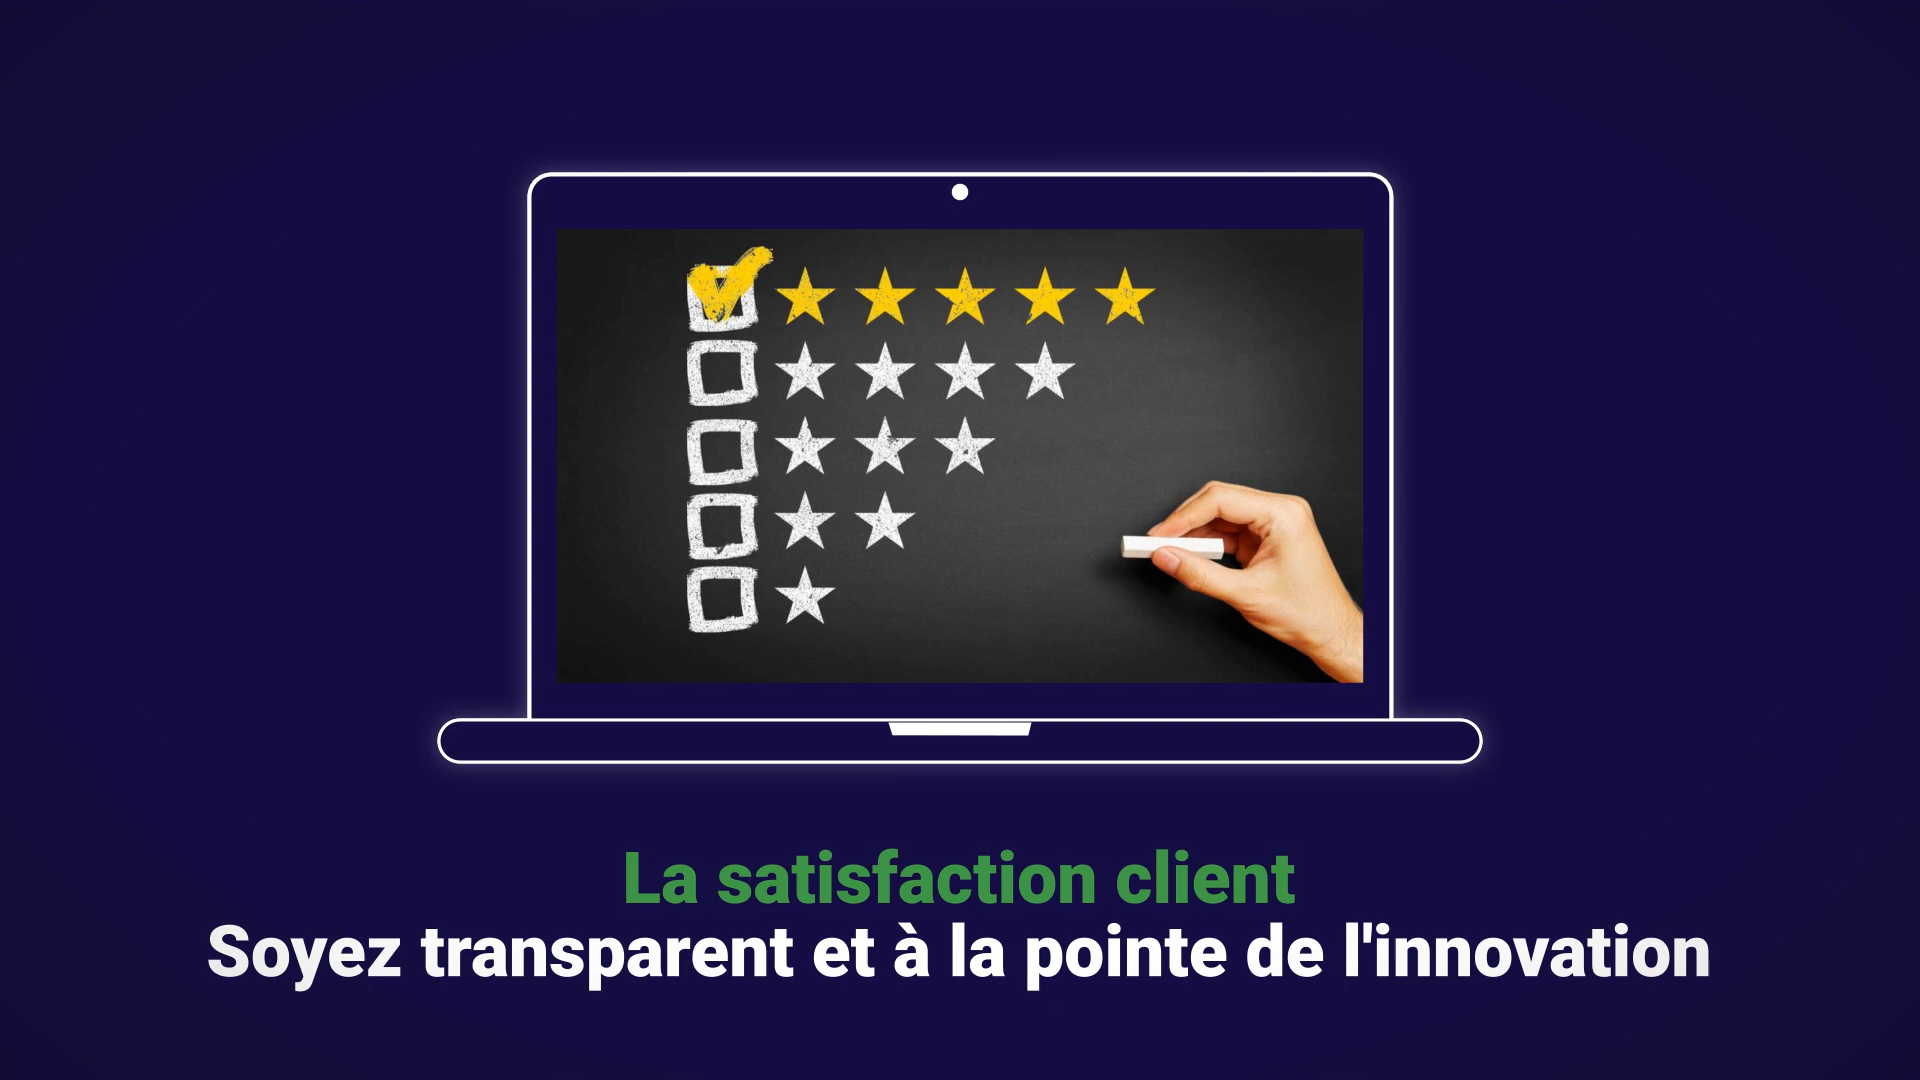 La satisfaction client
Soyez transparent et à la pointe de l'innovation